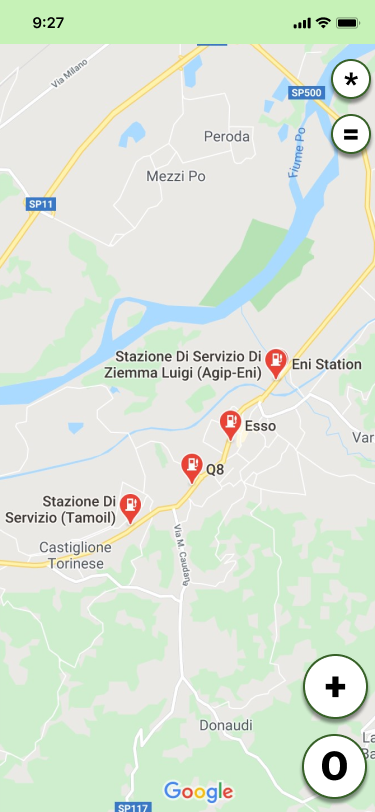 9:27
Via Milano
*
SP500
=
Peroda
Fiume Po
Mezzi Po
SP11
Stazione Di Servizio Di
Ziemma Luigi (Agip-Eni)
Eni Station
Esso
Var
Q8
Stazione Di
Servizio (Tamoil)
Via M. Caudana
Castiglione
Torinese
+
Donaudi
La
Ba
0
Google
SP117